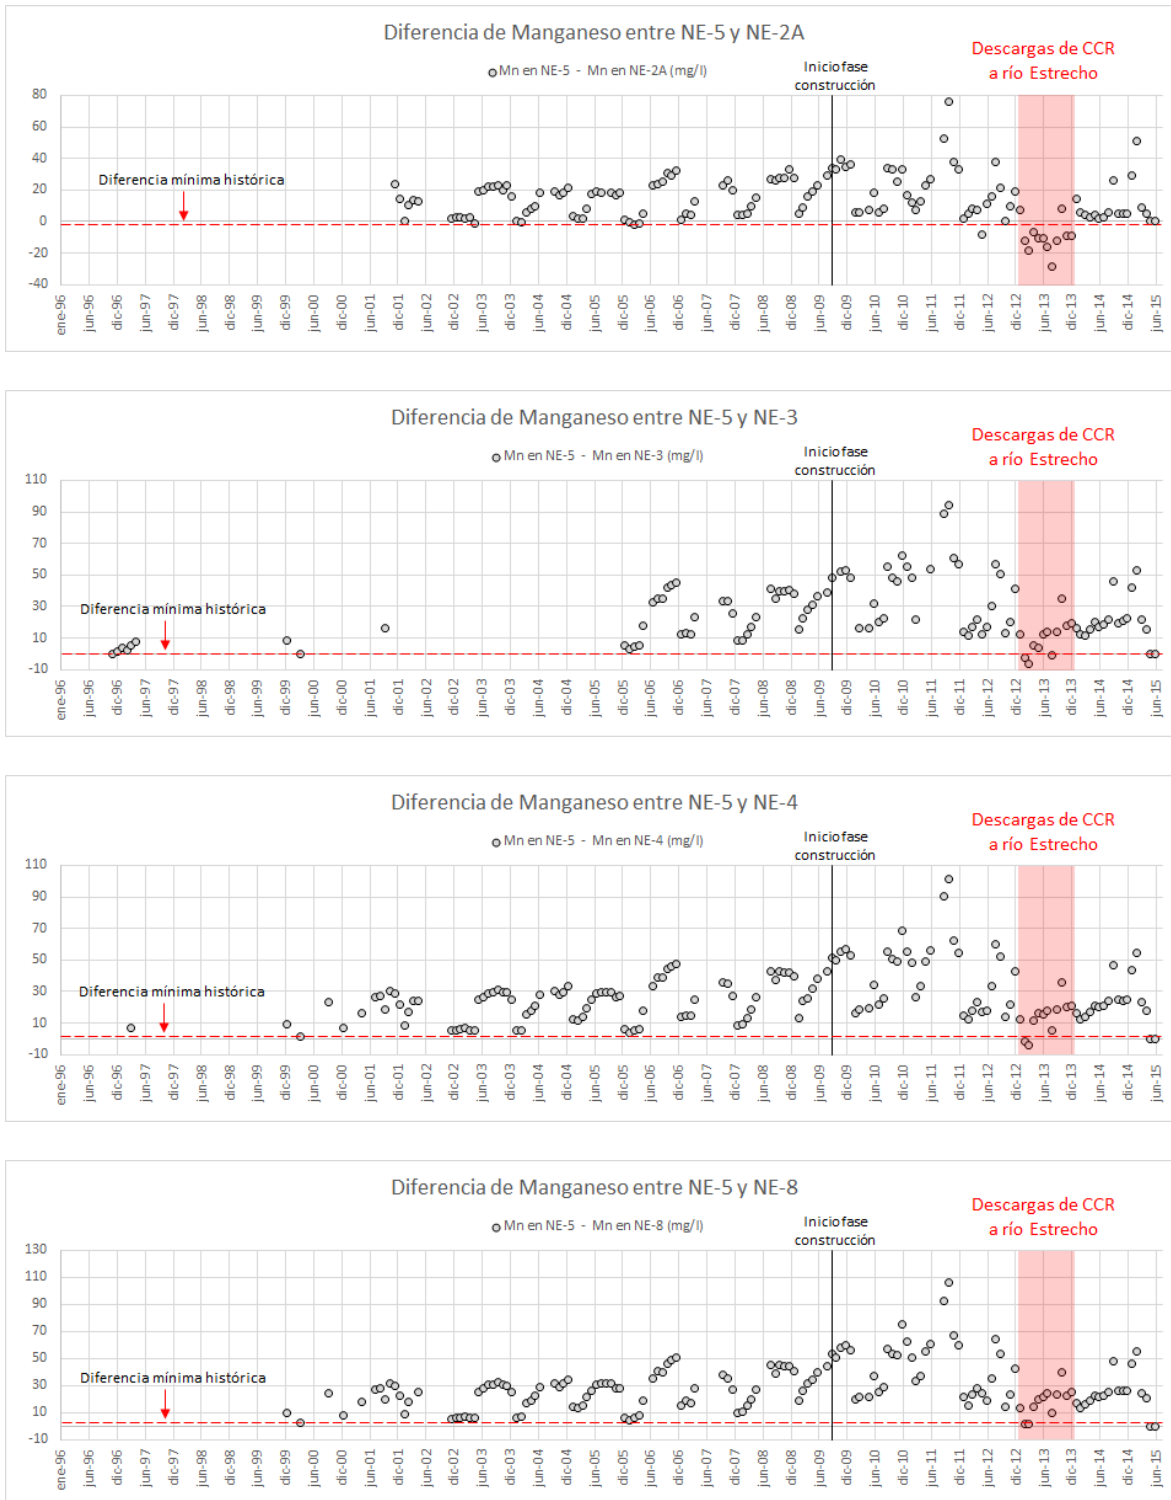 Diferencia de Manganeso entre NE-5 y NE-2A
Descargas de CCR
a río Estrecho
Mn en NE-5 - Mn en NE-2A (mg/l)
Inicio fase
construcción
80
60
40
20
0
-20
-40
Diferencia mínima histórica
ene-96
jun-96
dic-96
jun-97
dic-97
jun-98
dic-98
jun-99
dic-99
jun-00
dic-00
jun-01
dic-01
jun-02
dic-02
jun-03
dic-03
jun-04
dic-04
jun-05
dic-05
jun-06
dic-06
jun-07
dic-07
jun-08
dic-08
jun-09
dic-09
jun-10
dic-10
jun-11
dic-11
jun-12
dic-12
jun-13
dic-13
jun-14
dic-14
jun-15
Diferencia de Manganeso entre NE-5 y NE-3
Descargas de CCR
a río Estrecho
Mn en NE-5 - Mn en NE-3 (mg/l)
Inicio fase
construcción
110
90
70
50
30
10
-10
Diferencia mínima histórica
ene-96
jun-96
dic-96
jun-97
dic-97
jun-98
dic-98
jun-99
dic-99
jun-00
dic-00
jun-01
dic-01
jun-02
dic-02
jun-03
dic-03
jun-04
dic-04
jun-05
dic-05
jun-06
dic-06
jun-07
dic-07
jun-08
dic-08
jun-09
dic-09
jun-10
dic-10
jun-11
dic-11
jun-12
dic-12
jun-13
dic-13
jun-14
dic-14
jun-15
Diferencia de Manganeso entre NE-5 y NE-4
Descargas de CCR
a río Estrecho
Mn en NE-5 - Mn en NE-4 (mg/l)
Inicio fase
construcción
110
90
70
50
30
10
-10
Diferencia mínima histórica
ene-96
jun-96
dic-96
jun-97
dic-97
jun-98
dic-98
jun-99
dic-99
jun-00
dic-00
jun-01
dic-01
jun-02
dic-02
jun-03
dic-03
jun-04
dic-04
jun-05
dic-05
jun-06
dic-06
jun-07
dic-07
jun-08
dic-08
jun-09
dic-09
jun-10
dic-10
jun-11
dic-11
jun-12
dic-12
jun-13
dic-13
jun-14
dic-14
jun-15
Diferencia de Manganeso entre NE-5 y NE-8
Descargas de CCR
a río Estrecho
Mn en NE-5 - Mn en NE-8 (mg/l)
Inicio fase
construcción
130
110
90
70
50
30
10
-10
Diferencia mínima histórica
ene-96
jun-96
dic-96
jun-97
dic-97
jun-98
dic-98
jun-99
dic-99
jun-00
dic-00
jun-01
dic-01
jun-02
dic-02
jun-03
dic-03
jun-04
dic-04
jun-05
dic-05
jun-06
dic-06
jun-07
dic-07
jun-08
dic-08
jun-09
dic-09
jun-10
dic-10
jun-11
dic-11
jun-12
dic-12
jun-13
dic-13
jun-14
dic-14
jun-15